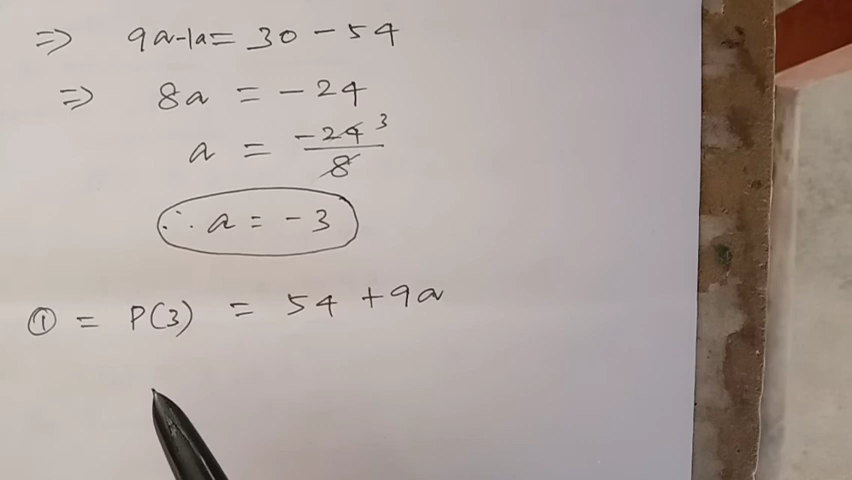 ⇒ 9a-1a = 30 - 54
⇒ 8a = -24
a = -24 3 / 8
∴ a = -3
① = P(3) = 54 + 9a